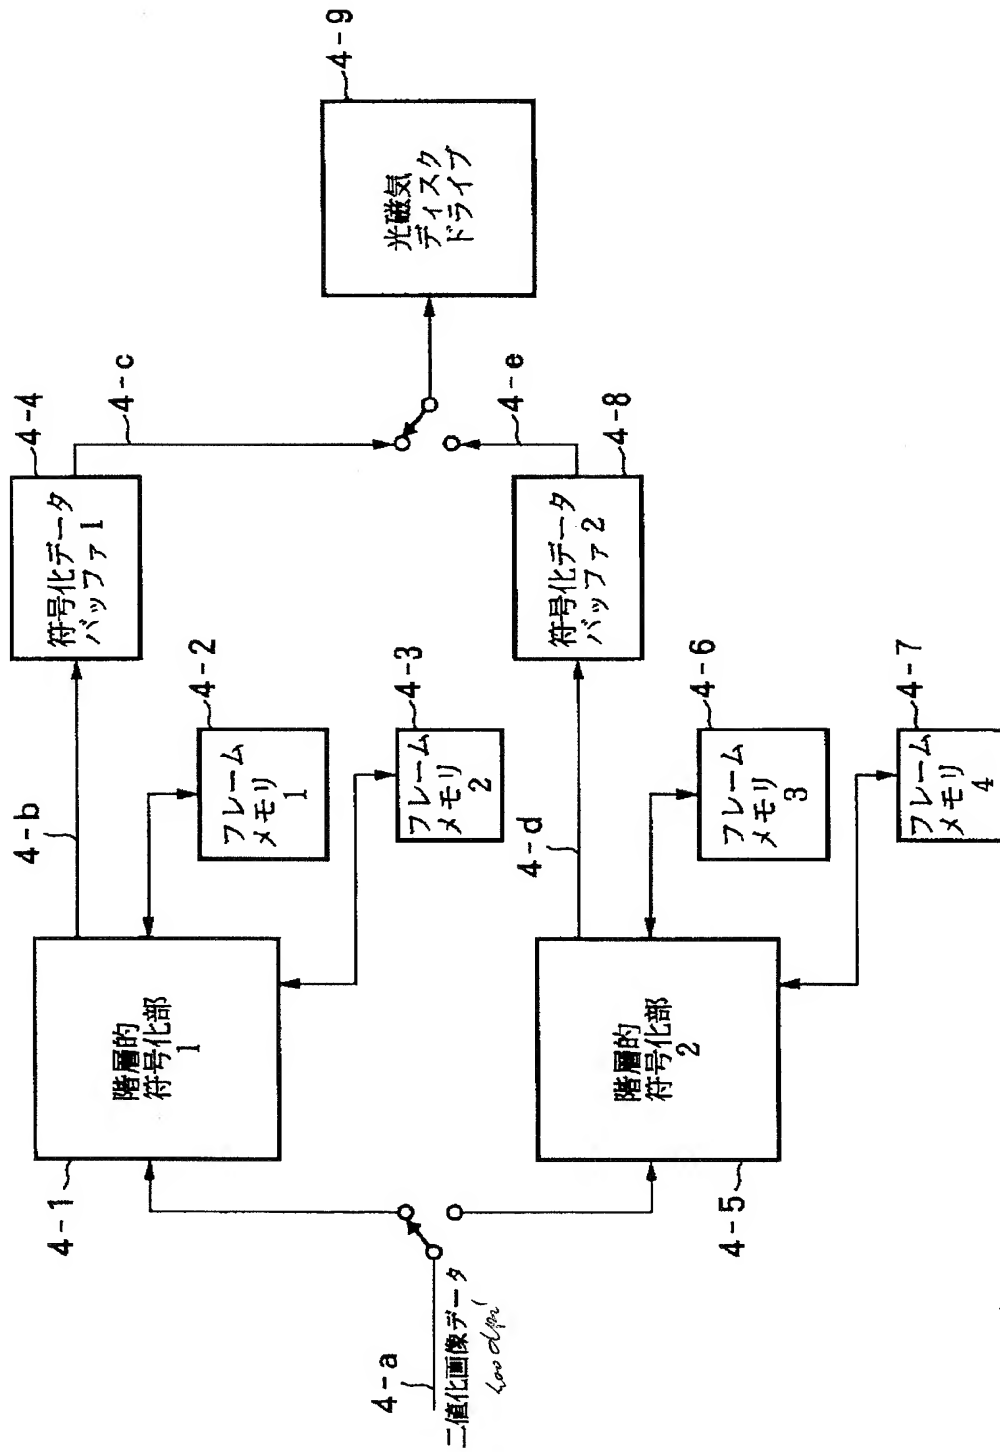 4-a
二値化画像データ
4-1
階層的
符号化部
1
4-b
フレーム
メモリ
1
4-2
フレーム
メモリ
2
4-3
符号化データ
バッファ1
4-4
4-c
4-5
階層的
符号化部
2
4-d
フレーム
メモリ
3
4-6
フレーム
メモリ
4
4-7
符号化データ
バッファ2
4-8
4-e
光磁気
ディスク
ドライブ
4-9